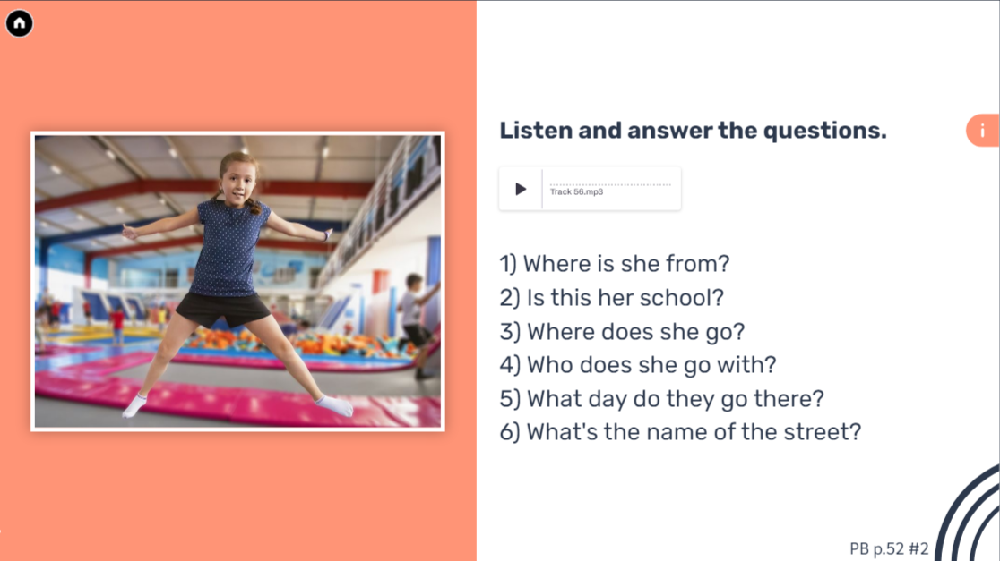 Listen and answer the questions.
i
Track 56.mp3
1) Where is she from?
2) Is this her school?
3) Where does she go?
4) Who does she go with?
5) What day do they go there?
6) What's the name of the street?
PB p.52 #2